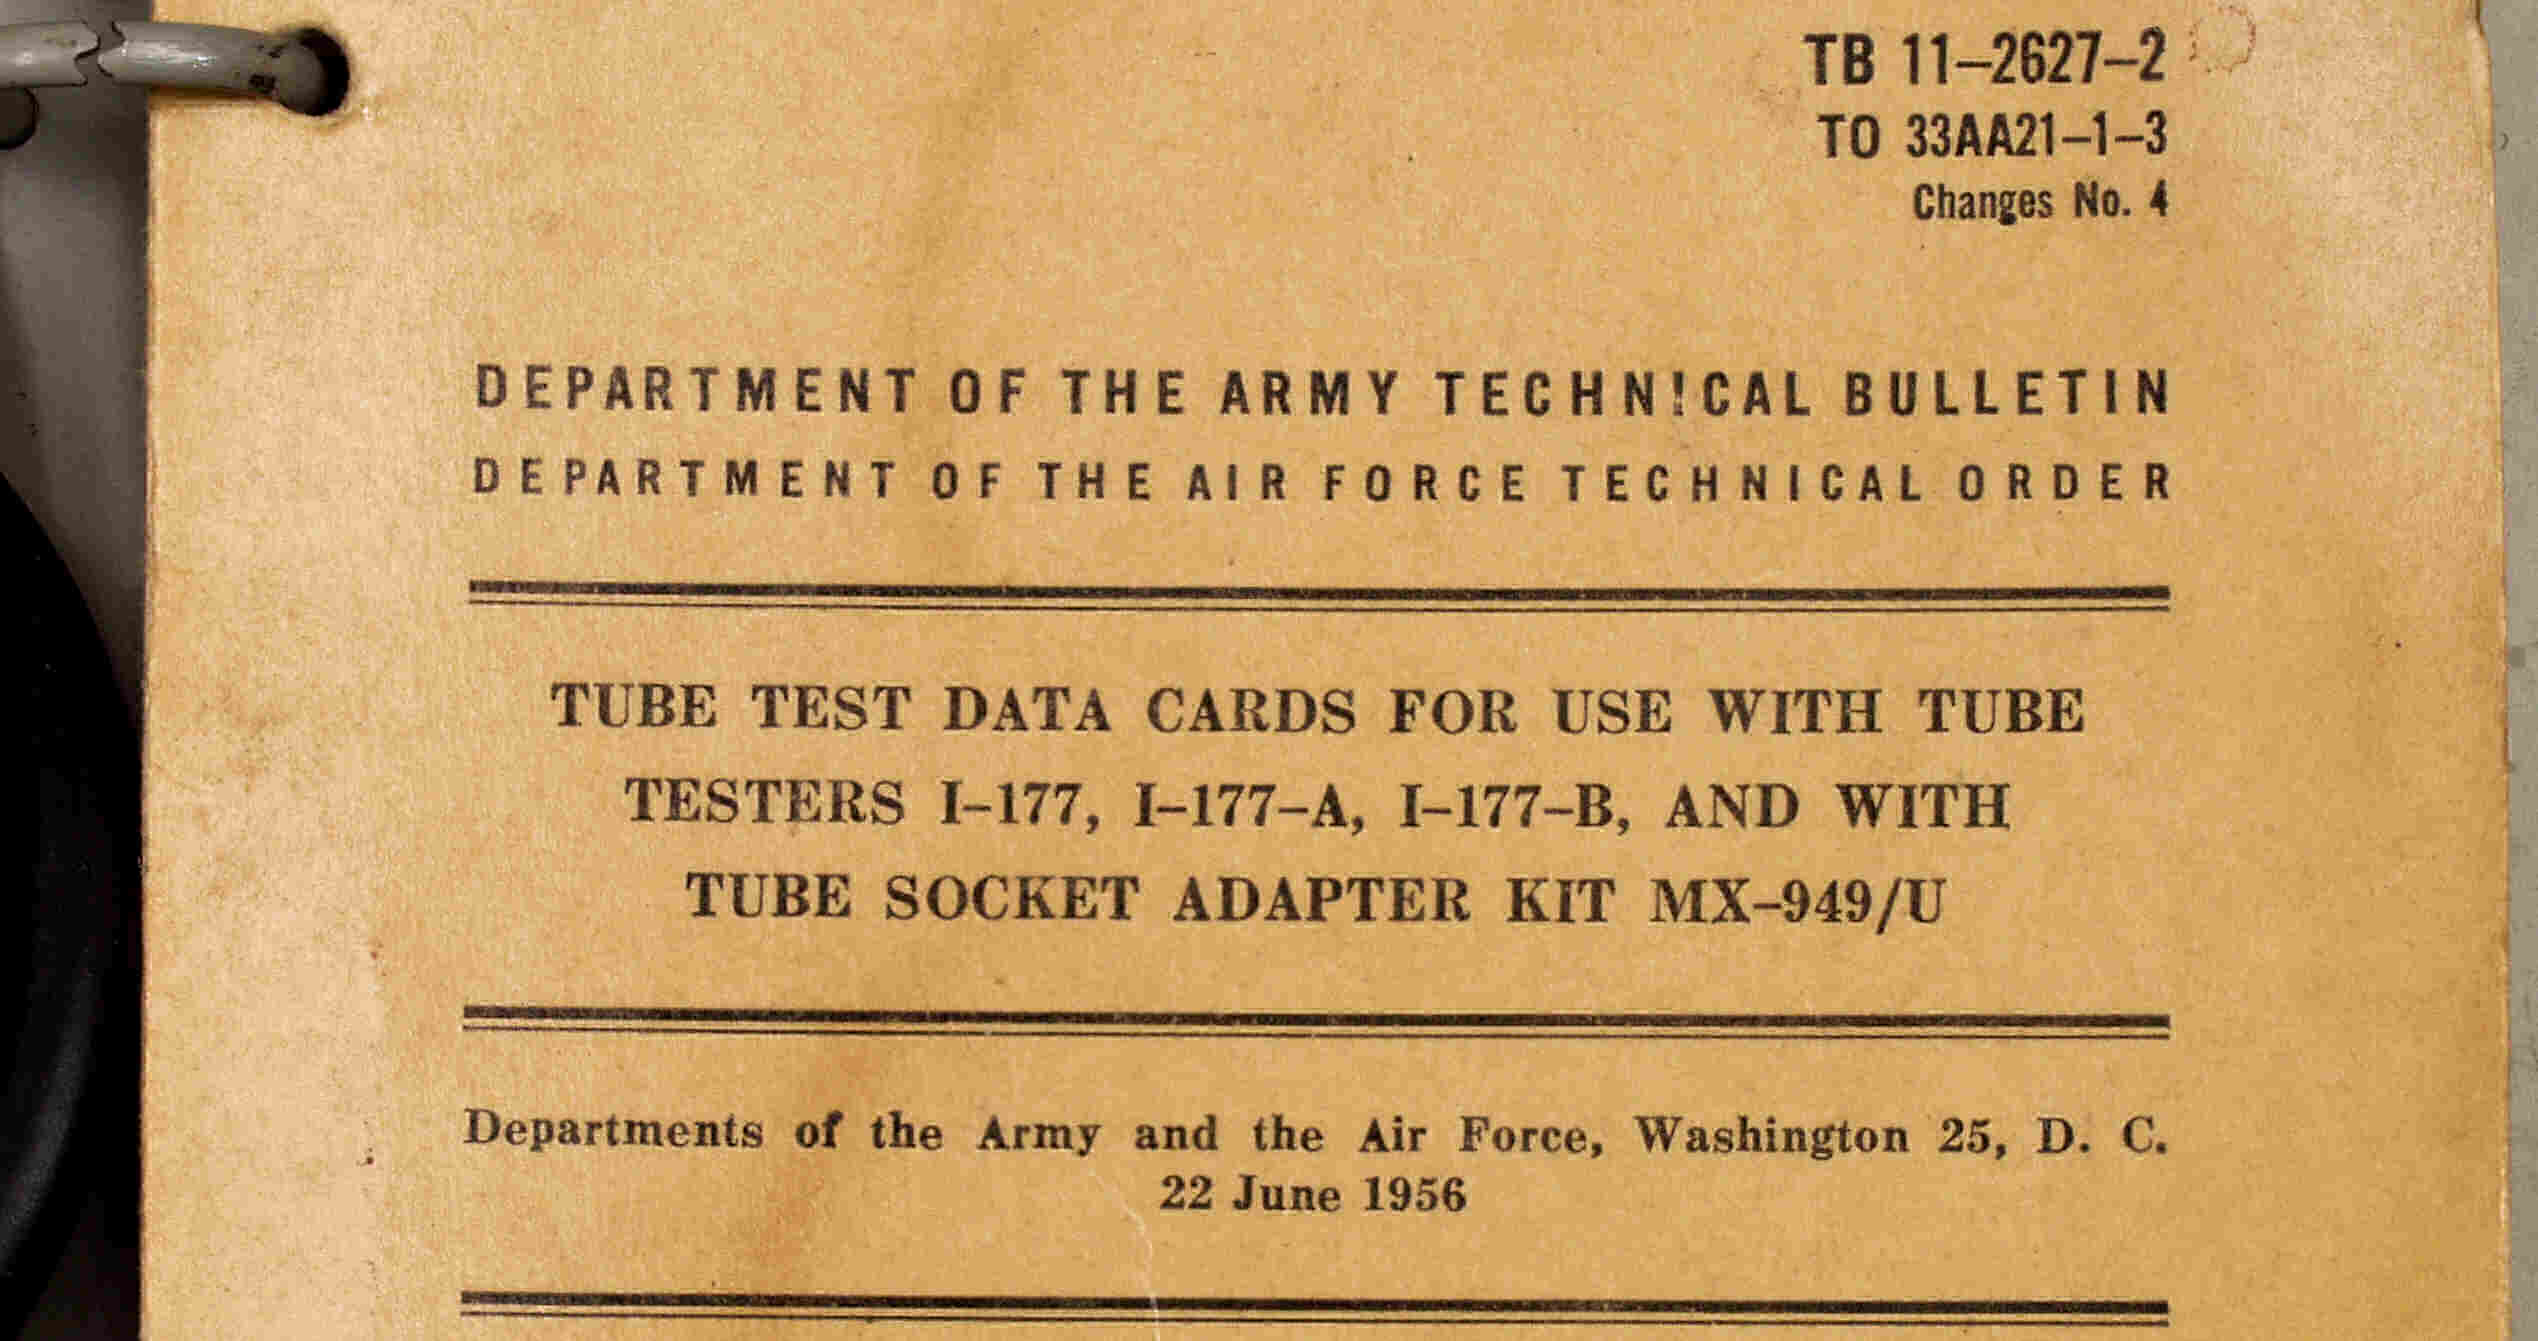 TB 11–2627–2
TO 33AA21–1–3
Changes No. 4
DEPARTMENT OF THE ARMY TECHN!CAL BULLETIN
DEPARTMENT OF THE AIR FORCE TECHNICAL ORDER
TUBE TEST DATA CARDS FOR USE WITH TUBE
TESTERS I–177, I–177–A, I–177–B, AND WITH
TUBE SOCKET ADAPTER KIT MX–949/U
Departments of the Army and the Air Force, Washington 25, D. C.
22 June 1956